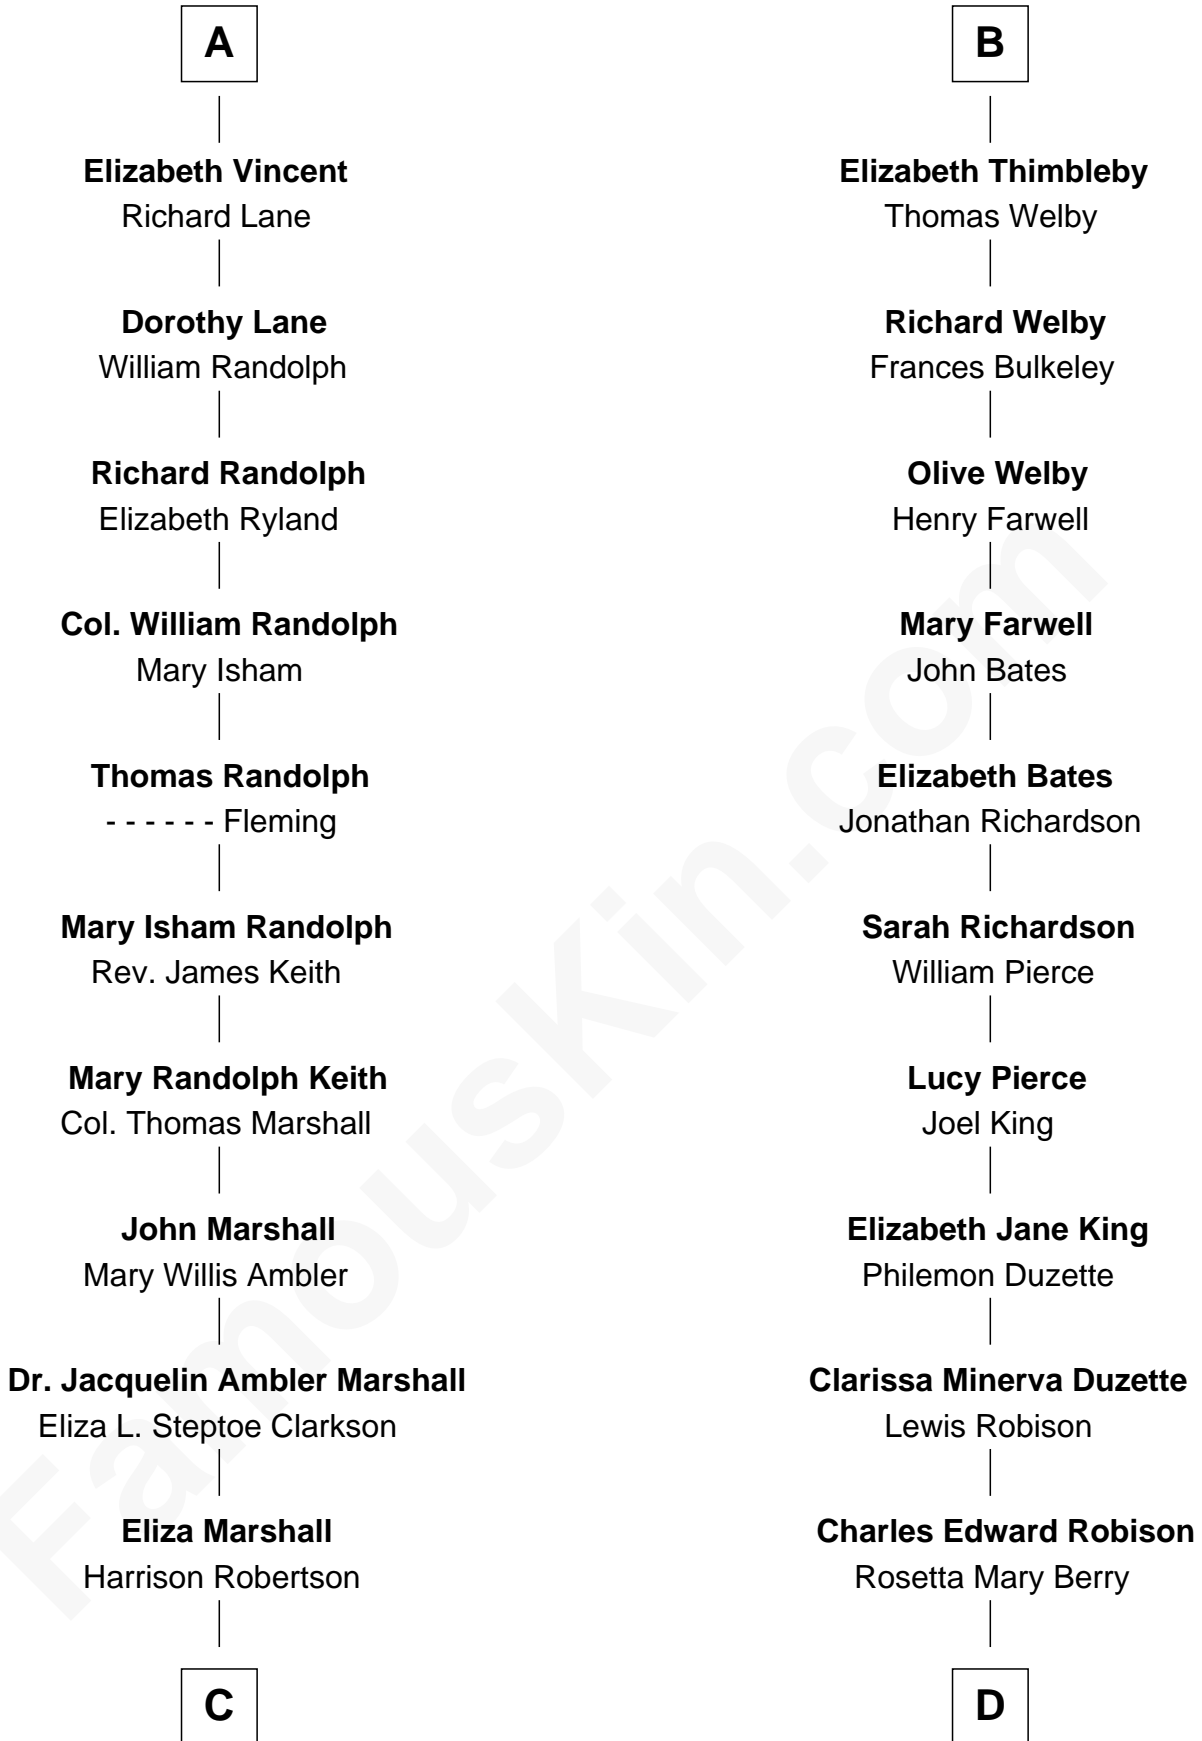 A
Elizabeth Vincent
Richard Lane
Dorothy Lane
William Randolph
Richard Randolph
Elizabeth Ryland
Col. William Randolph
Mary Isham
Thomas Randolph
- - - - - - Fleming
Mary Isham Randolph
Rev. James Keith
Mary Randolph Keith
Col. Thomas Marshall
John Marshall
Mary Willis Ambler
Dr. Jacquelin Ambler Marshall
Eliza L. Steptoe Clarkson
Eliza Marshall
Harrison Robertson
C
B
Elizabeth Thimbleby
Thomas Welby
Richard Welby
Frances Bulkeley
Olive Welby
Henry Farwell
Mary Farwell
John Bates
Elizabeth Bates
Jonathan Richardson
Sarah Richardson
William Pierce
Lucy Pierce
Joel King
Elizabeth Jane King
Philemon Duzette
Clarissa Minerva Duzette
Lewis Robison
Charles Edward Robison
Rosetta Mary Berry
D
FamousKin.com